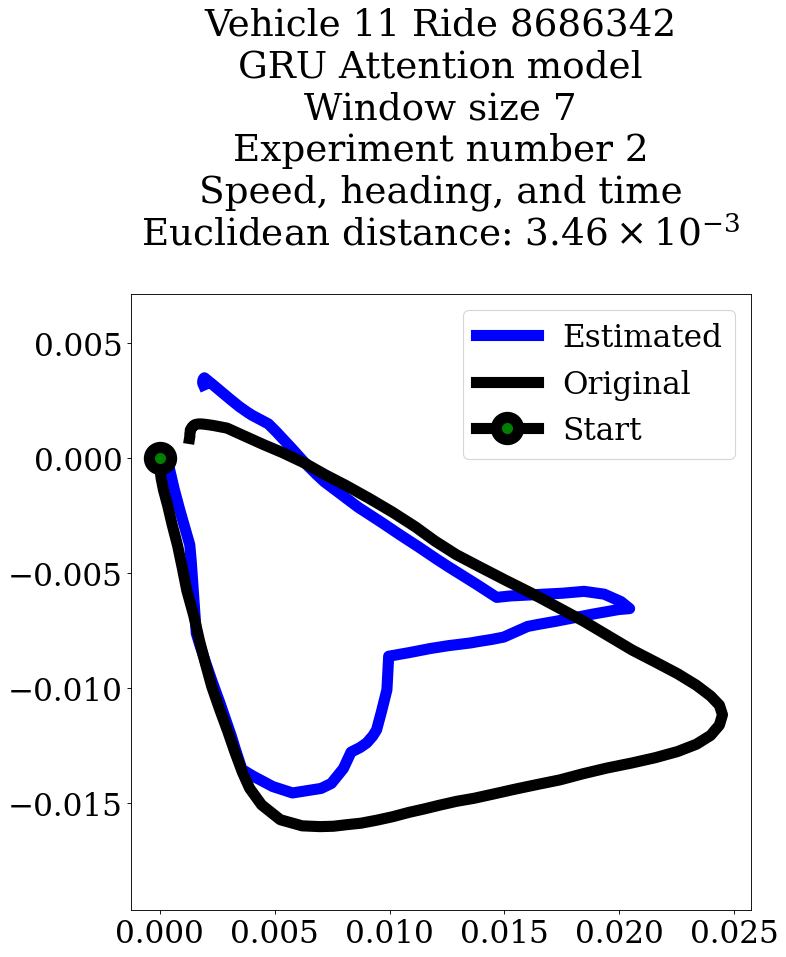 Vehicle 11 Ride 8686342
GRU Attention model
Window size 7
Experiment number 2
Speed, heading, and time
Euclidean distance: 3.46 × 10⁻³
Estimated
Original
Start
0.005
0.000
−0.005
−0.010
−0.015
0.000 0.005 0.010 0.015 0.020 0.025